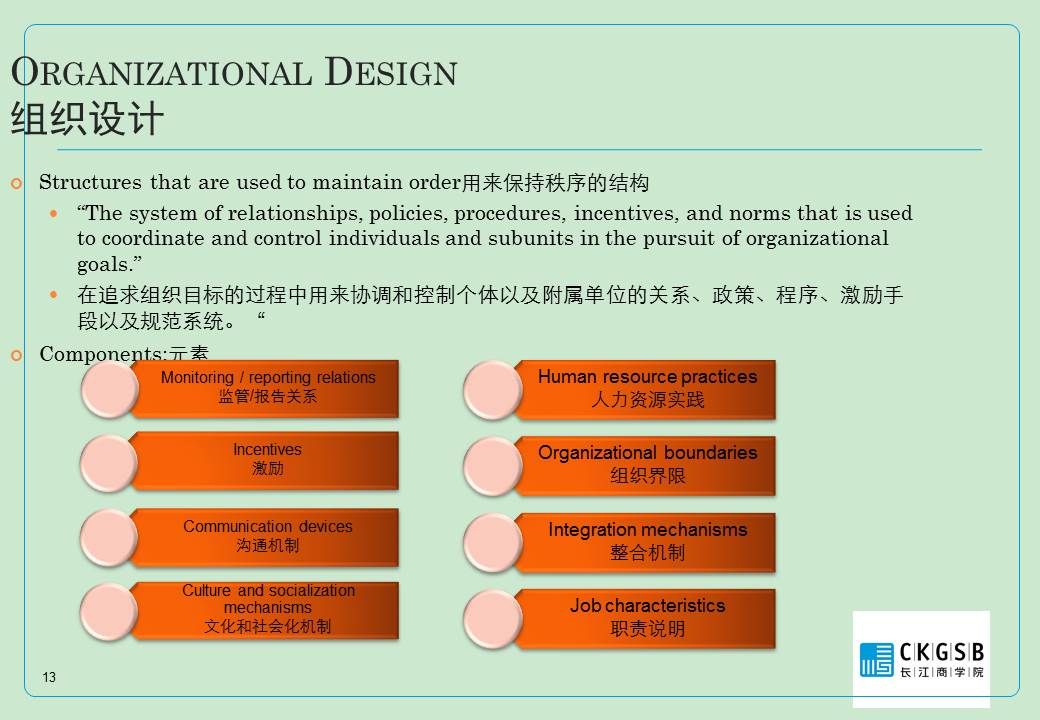 ORGANIZATIONAL DESIGN
组织设计
Structures that are used to maintain order用来保持秩序的结构
“The system of relationships, policies, procedures, incentives, and norms that is used
to coordinate and control individuals and subunits in the pursuit of organizational
goals.”
在追求组织目标的过程中用来协调和控制个体以及附属单位的关系、政策、程序、激励手
段以及规范系统。 “
Components:元素
Monitoring / reporting relations
监管/报告关系
Incentives
激励
Communication devices
沟通机制
Culture and socialization
mechanisms
文化和社会化机制
Human resource practices
人力资源实践
Organizational boundaries
组织界限
Integration mechanisms
整合机制
Job characteristics
职责说明
13
CKGSB
长江商学院